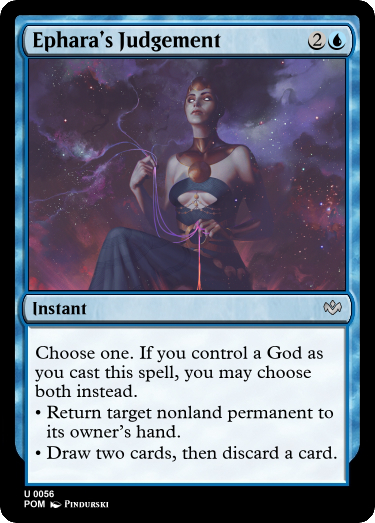 Ephara's Judgement 2
Instant
Choose one. If you control a God as
you cast this spell, you may choose
both instead.
• Return target nonland permanent to
its owner's hand.
• Draw two cards, then discard a card.
U 0056
POM Pindurski